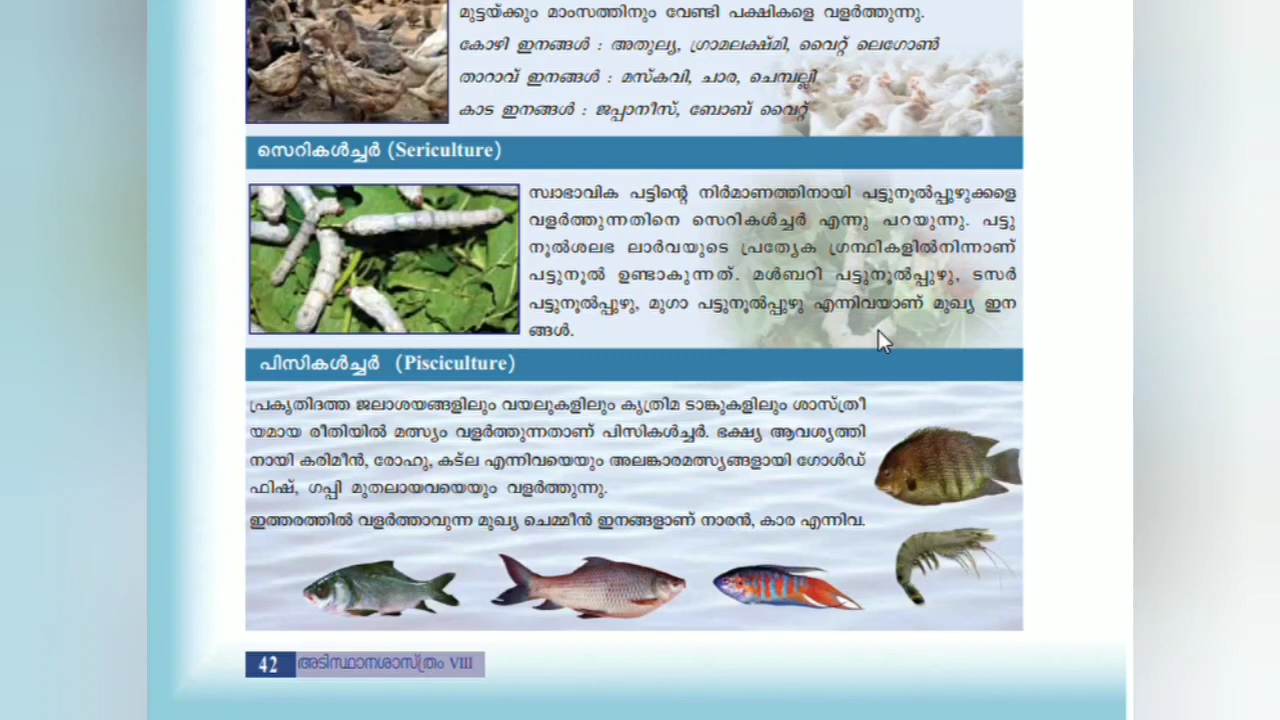 മുട്ടയ്ക്കും മാംസത്തിനും വേണ്ടി പക്ഷികളെ വളർത്തുന്നു.
കോഴി ഇനങ്ങൾ : അതുല്യ, ഗ്രാമലക്ഷ്മി, വൈറ്റ് ലെഗോൺ
താറാവ് ഇനങ്ങൾ : മസ്കവി, ചാര, ചെമ്പല്ലി
കാട ഇനങ്ങൾ : ജപ്പാനീസ്, ബോബ് വൈറ്റ്
സെറികൾച്ചർ (Sericulture)
സ്വാഭാവിക പട്ടിന്റെ നിർമാണത്തിനായി പട്ടുനൂൽപ്പുഴുക്കളെ
വളർത്തുന്നതിനെ സെറികൾച്ചർ എന്നു പറയുന്നു. പട്ടു
നൂൽശലഭ ലാർവയുടെ പ്രത്യേക ഗ്രന്ഥികളിൽനിന്നാണ്
പട്ടുനൂൽ ഉണ്ടാകുന്നത്. മൾബറി പട്ടുനൂൽപ്പുഴു, ടസർ
പട്ടുനൂൽപ്പുഴു, മുഗാ പട്ടുനൂൽപ്പുഴു എന്നിവയാണ് മുഖ്യ ഇന
ങ്ങൾ.
പിസികൾച്ചർ (Pisciculture)
പ്രകൃതിദത്ത ജലാശയങ്ങളിലും വയലുകളിലും കൃത്രിമ ടാങ്കുകളിലും ശാസ്ത്രീ
യമായ രീതിയിൽ മത്സ്യം വളർത്തുന്നതാണ് പിസികൾച്ചർ. ഭക്ഷ്യ ആവശ്യത്തി
നായി കരിമീൻ, രോഹു, കട്‌ല എന്നിവയെയും അലങ്കാരമത്സ്യങ്ങളായി ഗോൾഡ്
ഫിഷ്, ഗപ്പി മുതലായവയെയും വളർത്തുന്നു.
ഇത്തരത്തിൽ വളർത്താവുന്ന മുഖ്യ ചെമ്മീൻ ഇനങ്ങളാണ് നാരൻ, കാര എന്നിവ.
42 അടിസ്ഥാനശാസ്ത്രം VIII